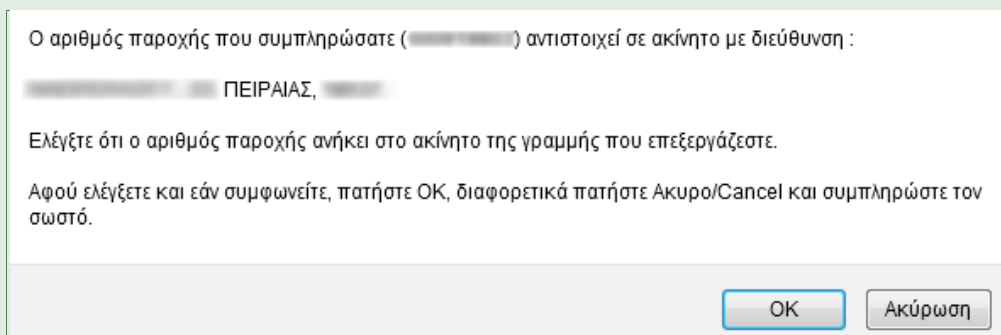 Ο αριθμός παροχής που συμπληρώσατε ( ) αντιστοιχεί σε ακίνητο με διεύθυνση :
ΠΕΙΡΑΙΑΣ,
Ελέγξτε ότι ο αριθμός παροχής ανήκει στο ακίνητο της γραμμής που επεξεργάζεστε.
Αφού ελέγξετε και εάν συμφωνείτε, πατήστε ΟΚ, διαφορετικά πατήστε Ακυρο/Cancel και συμπληρώστε τον
σωστό.
OK Ακύρωση